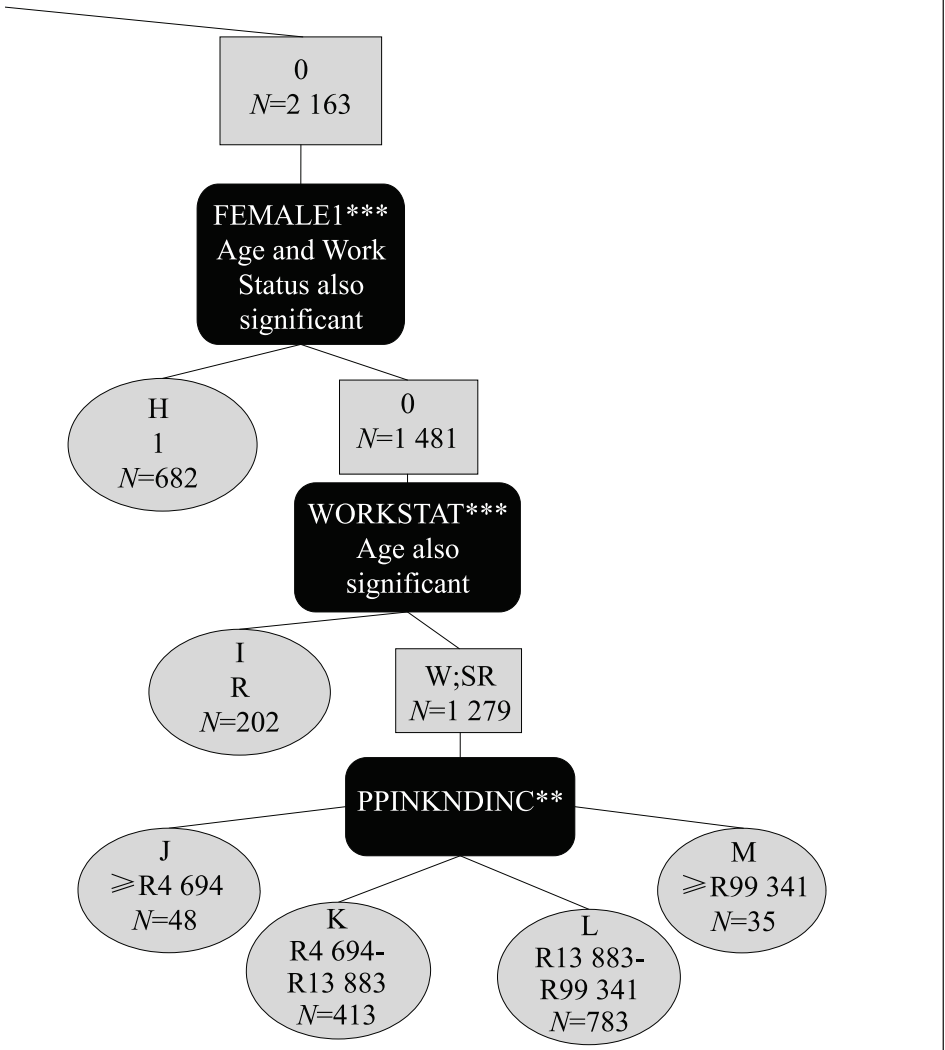 0
N=2 163
FEMALE1***
Age and Work
Status also
significant
H
1
N=682
0
N=1 481
WORKSTAT***
Age also
significant
I
R
N=202
W;SR
N=1 279
PPINKNDINC**
J
⩾R4 694
N=48
K
R4 694-
R13 883
N=413
L
R13 883-
R99 341
N=783
M
⩾R99 341
N=35